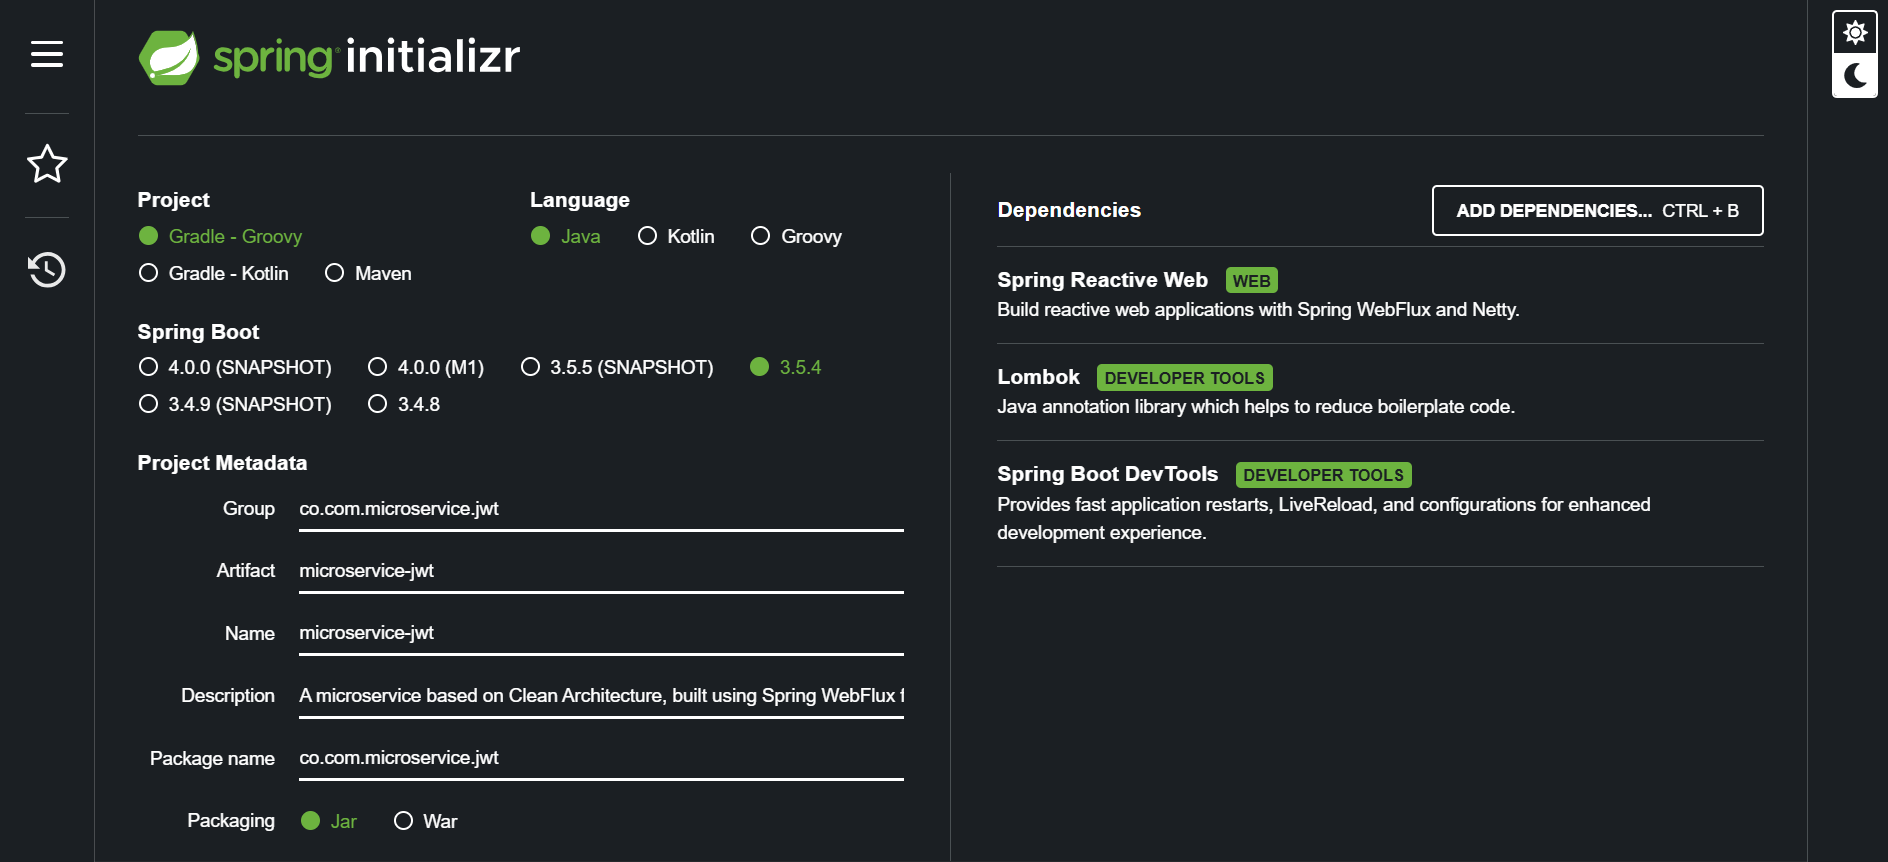 spring initializr
Project
Gradle - Groovy
Gradle - Kotlin Maven
Language
Java Kotlin Groovy
Spring Boot
4.0.0 (SNAPSHOT) 4.0.0 (M1) 3.5.5 (SNAPSHOT) 3.5.4
3.4.9 (SNAPSHOT) 3.4.8
Project Metadata
Group co.com.microservice.jwt
Artifact microservice-jwt
Name microservice-jwt
Description A microservice based on Clean Architecture, built using Spring WebFlux
Package name co.com.microservice.jwt
Packaging Jar War
Dependencies ADD DEPENDENCIES... CTRL + B
Spring Reactive Web WEB
Build reactive web applications with Spring WebFlux and Netty.
Lombok DEVELOPER TOOLS
Java annotation library which helps to reduce boilerplate code.
Spring Boot DevTools DEVELOPER TOOLS
Provides fast application restarts, LiveReload, and configurations for enhanced
development experience.